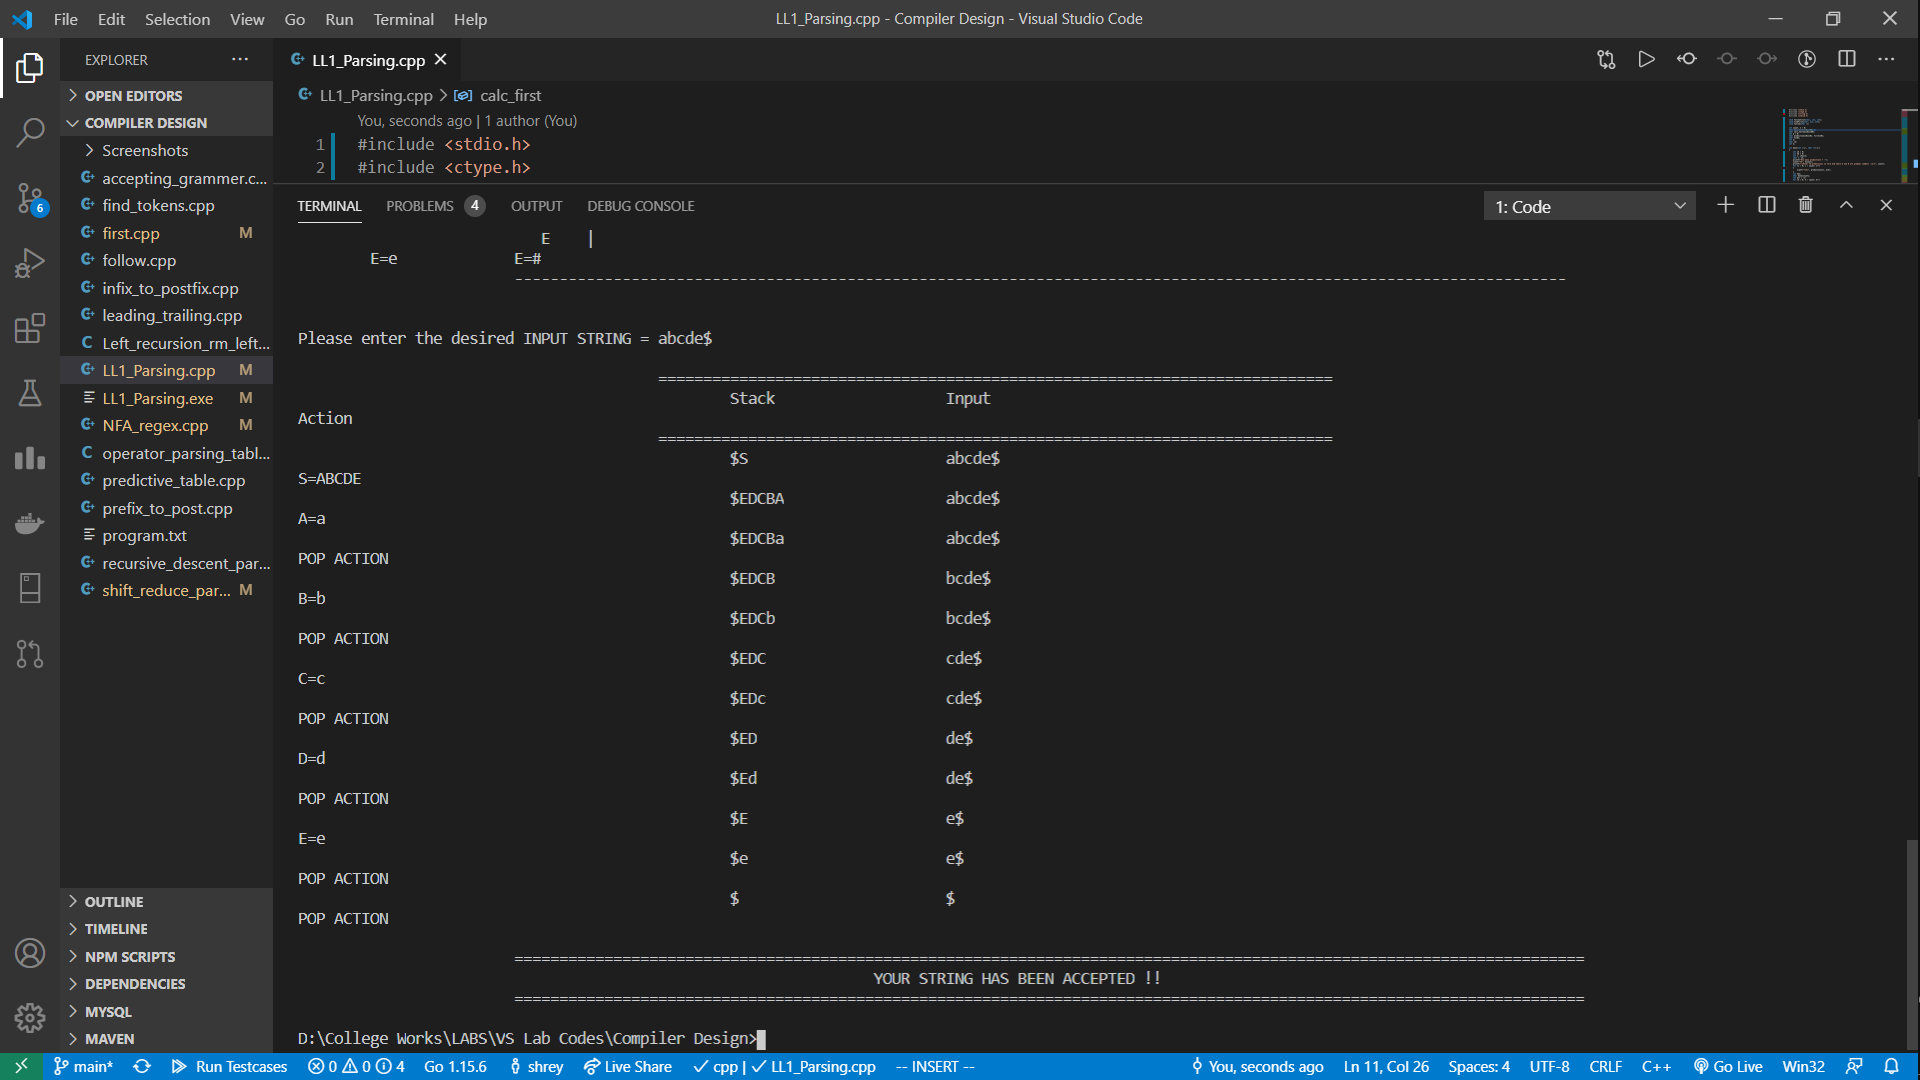 File Edit Selection View Go Run Terminal Help
LL1_Parsing.cpp - Compiler Design - Visual Studio Code
EXPLORER
OPEN EDITORS
COMPILER DESIGN
Screenshots
accepting_grammer.c...
find_tokens.cpp
first.cpp M
follow.cpp
infix_to_postfix.cpp
leading_trailing.cpp
Left_recursion_rm_left...
LL1_Parsing.cpp M
LL1_Parsing.exe M
NFA_regex.cpp M
operator_parsing_tabl...
predictive_table.cpp
prefix_to_post.cpp
program.txt
recursive_descent_par...
shift_reduce_par... M
OUTLINE
TIMELINE
NPM SCRIPTS
DEPENDENCIES
MYSQL
MAVEN
6
LL1_Parsing.cpp
LL1_Parsing.cpp > calc_first
You, seconds ago | 1 author (You)
1 #include <stdio.h>
2 #include <ctype.h>
TERMINAL PROBLEMS 4 OUTPUT DEBUG CONSOLE
1: Code
E |
E=e E=#
Please enter the desired INPUT STRING = abcde$
Stack Input
Action
$S abcde$
S=ABCDE
$EDCBA abcde$
A=a
$EDCBa abcde$
POP ACTION
$EDCB bcde$
B=b
$EDCb bcde$
POP ACTION
$EDC cde$
C=c
$EDc cde$
POP ACTION
$ED de$
D=d
$Ed de$
POP ACTION
$E e$
E=e
$e e$
POP ACTION
$ $
POP ACTION
YOUR STRING HAS BEEN ACCEPTED !!
D:\College Works\LABS\VS Lab Codes\Compiler Design>
main* Run Testcases 0 0 4 Go 1.15.6 shrey Live Share cpp | LL1_Parsing.cpp -- INSERT -- You, seconds ago Ln 11, Col 26 Spaces: 4 UTF-8 CRLF C++ Go Live Win32